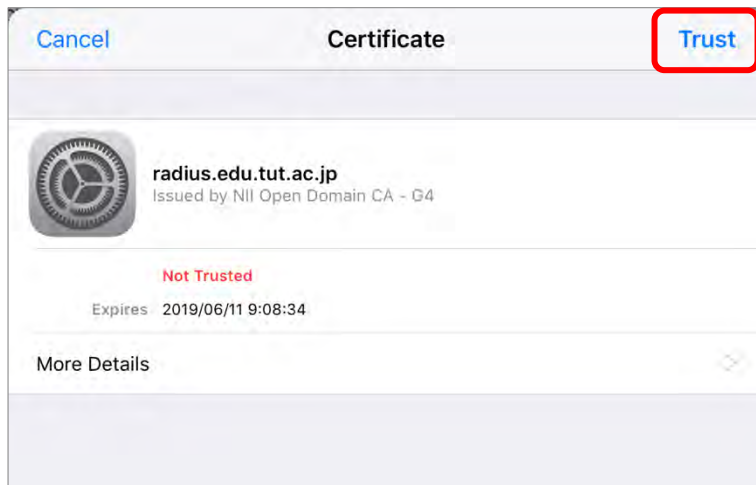 Cancel Certificate Trust
radius.edu.tut.ac.jp
Issued by NII Open Domain CA - G4
Not Trusted
Expires 2019/06/11 9:08:34
More Details